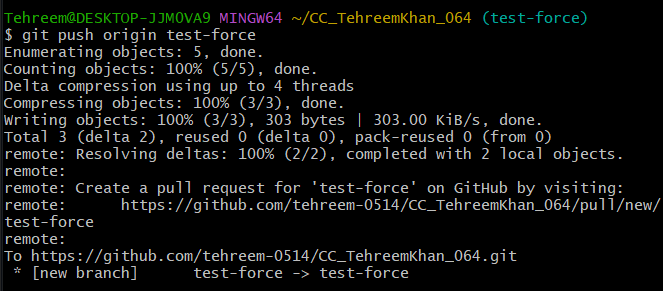 Tehreem@DESKTOP-JJMOVA9 MINGW64 ~/CC_TehreemKhan_064 (test-force)
$ git push origin test-force
Enumerating objects: 5, done.
Counting objects: 100% (5/5), done.
Delta compression using up to 4 threads
Compressing objects: 100% (3/3), done.
Writing objects: 100% (3/3), 303 bytes | 303.00 KiB/s, done.
Total 3 (delta 2), reused 0 (delta 0), pack-reused 0 (from 0)
remote: Resolving deltas: 100% (2/2), completed with 2 local objects.
remote:
remote: Create a pull request for 'test-force' on GitHub by visiting:
remote:      https://github.com/tehreem-0514/CC_TehreemKhan_064/pull/new/
test-force
remote:
To https://github.com/tehreem-0514/CC_TehreemKhan_064.git
 * [new branch]      test-force -> test-force